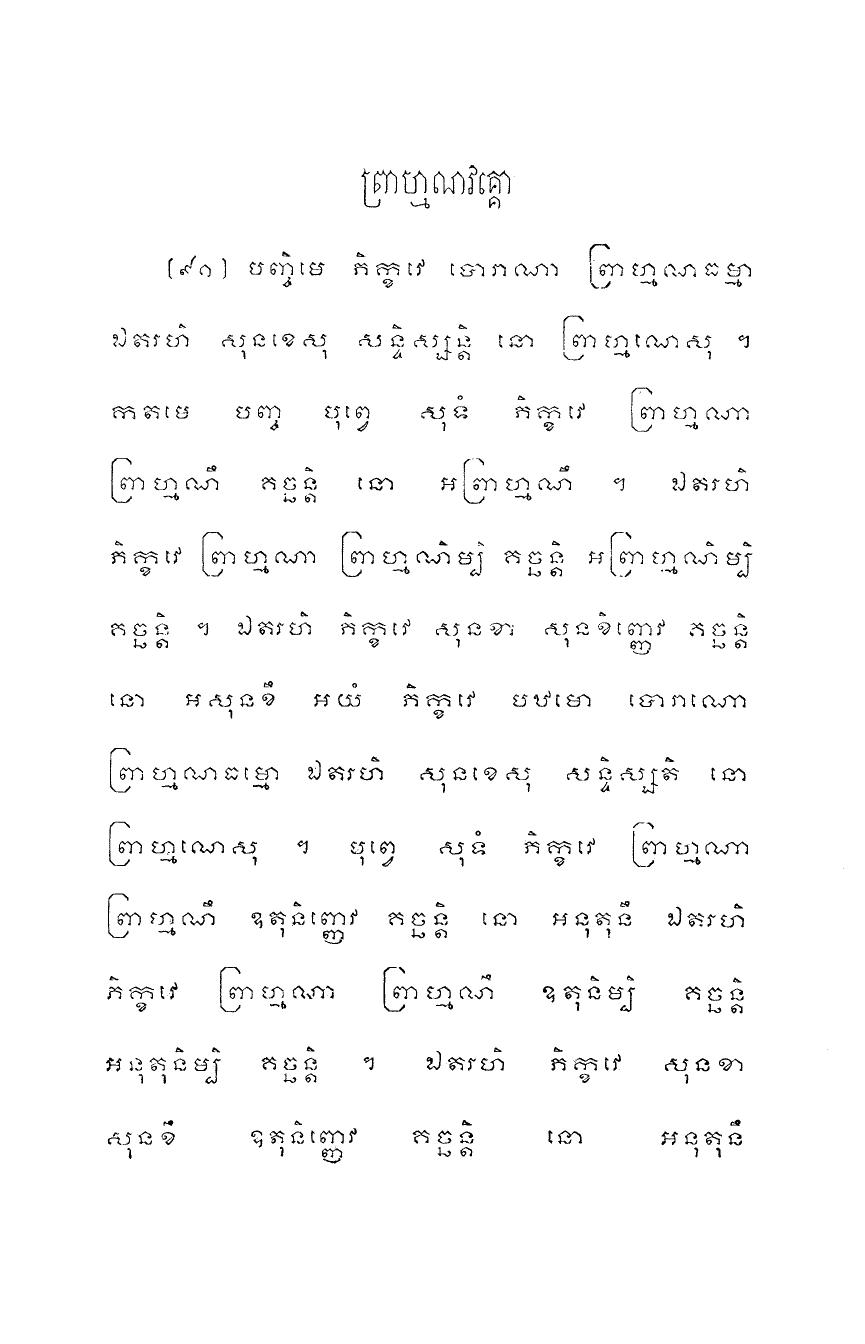 ព្រាហ្មណវគ្គោ
[៩១] បញ្ចិមេ ភិក្ខវេ បោរាណា ព្រាហ្មណធម្មា
ឯតរហិ សុនខេសុ សន្ទិស្សន្តិ នោ ព្រាហ្មណេសុ ។
កតមេ បញ្ច បុព្វេ សុទំ ភិក្ខវេ ព្រាហ្មណា
ព្រាហ្មណឹ គច្ឆន្តិ នោ អព្រាហ្មណឹ ។ ឯតរហិ
ភិក្ខវេ ព្រាហ្មណា ព្រាហ្មណិម្បិ គច្ឆន្តិ អព្រាហ្មណិម្បិ
គច្ឆន្តិ ។ ឯតរហិ ភិក្ខវេ សុនខា សុនខិញ្ញេវ គច្ឆន្តិ
នោ អសុនខឹ អយំ ភិក្ខវេ បឋមោ បោរាណោ
ព្រាហ្មណធម្មោ ឯតរហិ សុនខេសុ សន្ទិស្សតិ នោ
ព្រាហ្មណេសុ ។ បុព្វេ សុទំ ភិក្ខវេ ព្រាហ្មណា
ព្រាហ្មណឹ ឧតុនិញ្ញេវ គច្ឆន្តិ នោ អនុតុនឹ ឯតរហិ
ភិក្ខវេ ព្រាហ្មណា ព្រាហ្មណឹ ឧតុនិម្បិ គច្ឆន្តិ
អនុតុនិម្បិ គច្ឆន្តិ ។ ឯតរហិ ភិក្ខវេ សុនខា
សុនខឹ ឧតុនិញ្ញេវ គច្ឆន្តិ នោ អនុតុនឹ